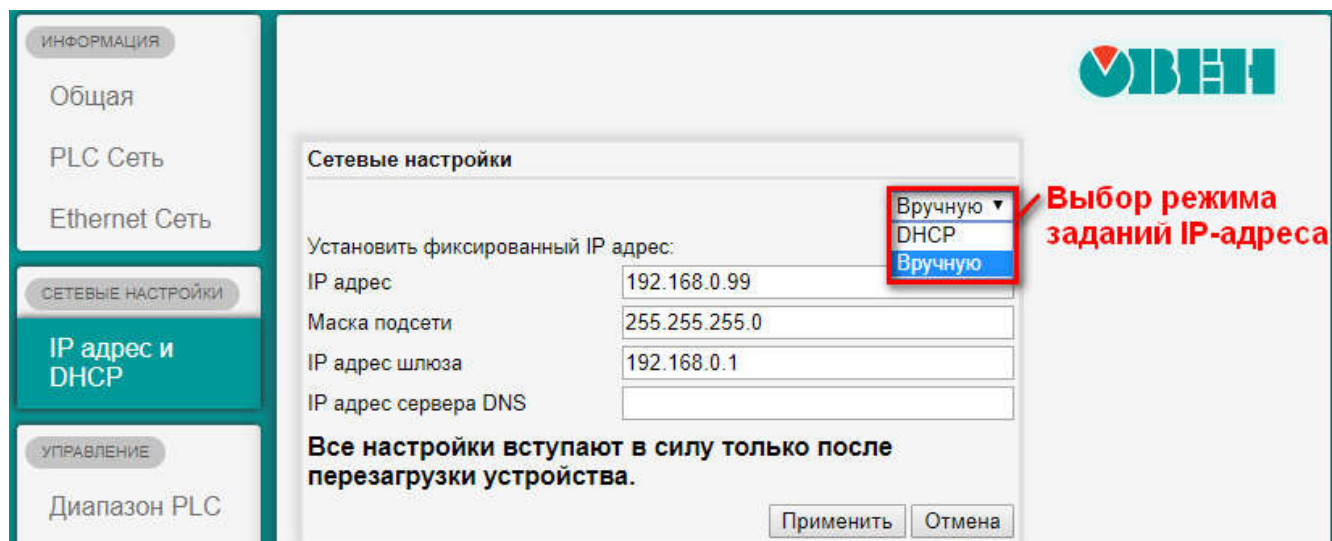 ИНФОРМАЦИЯ
Общая
PLC Сеть
Ethernet Сеть
СЕТЕВЫЕ НАСТРОЙКИ
IP адрес и
DHCP
УПРАВЛЕНИЕ
Диапазон PLC
ОВЕН
Сетевые настройки
Вручную ▼
DHCP
Вручную
Выбор режима
заданий IP-адреса
Установить фиксированный IP адрес:
IP адрес 192.168.0.99
Маска подсети 255.255.255.0
IP адрес шлюза 192.168.0.1
IP адрес сервера DNS
Все настройки вступают в силу только после
перезагрузки устройства.
Применить Отмена